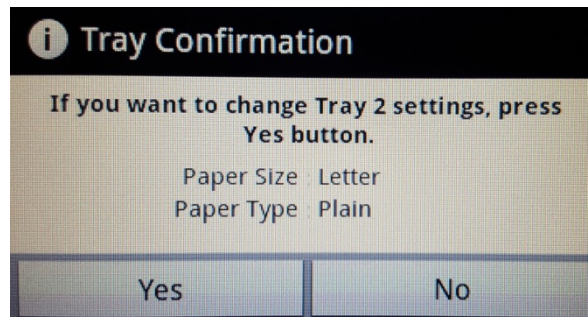 i Tray Confirmation
If you want to change Tray 2 settings, press
Yes button.
Paper Size : Letter
Paper Type : Plain
Yes No